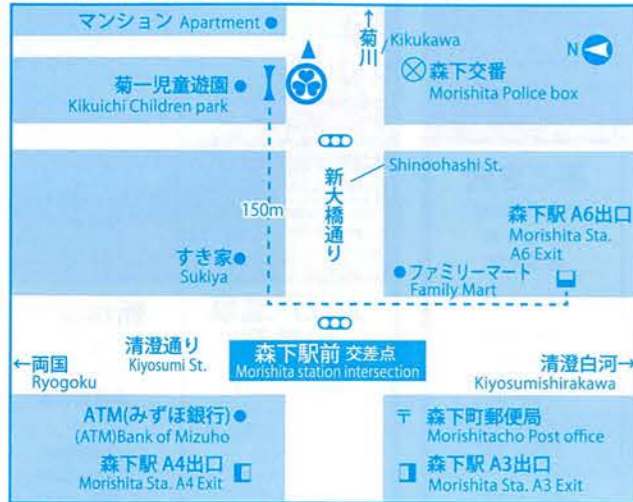 マンション Apartment
↑菊川
Kikukawa
N
菊一児童遊園
Kikuichi Children park
森下交番
Morishita Police box
新大橋通り
Shinoohashi St.
150m
すき家
Sukiya
森下駅 A6出口
Morishita Sta.
A6 Exit
ファミリーマート
Family Mart
←両国
Ryogoku
清澄通り
Kiyosumi St.
森下駅前 交差点
Morishita station intersection
清澄白河→
Kiyosumishirakawa
ATM(みずほ銀行)
(ATM)Bank of Mizuho
森下駅 A4出口
Morishita Sta. A4 Exit
〒 森下町郵便局
Morishitacho Post office
森下駅 A3出口
Morishita Sta. A3 Exit